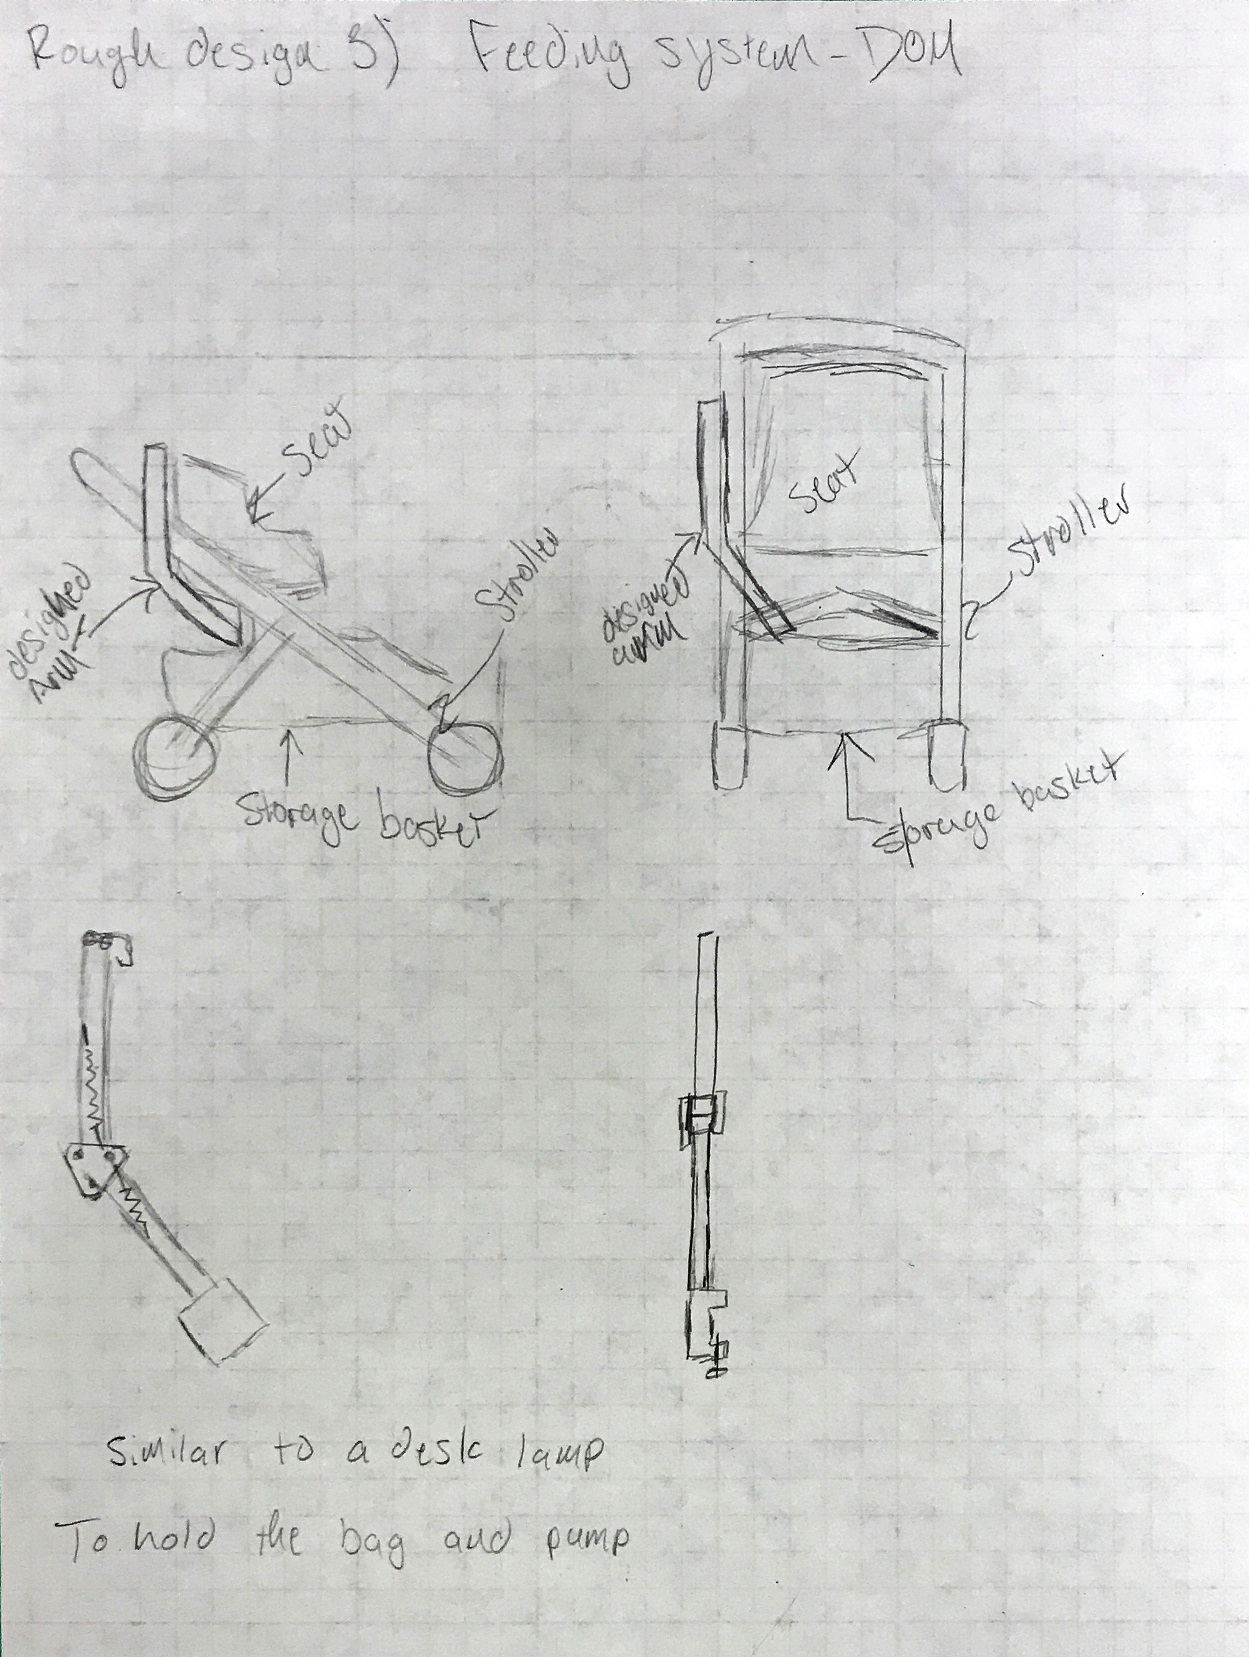 Rough design 3) Feeding system - DOM
Seat
Stroller
designed
Arm
Storage basket
Seat
Stroller
designed
arm
storage basket
Similar to a desk lamp
To hold the bag and pump